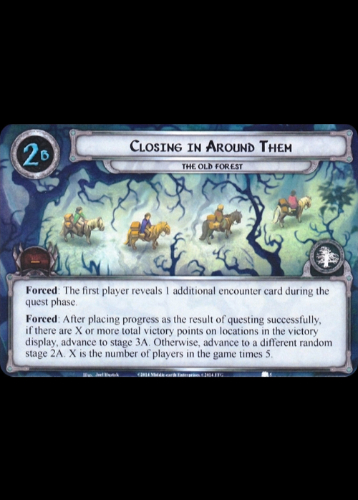 2B
CLOSING IN AROUND THEM
THE OLD FOREST
Forced: The first player reveals 1 additional encounter card during the
quest phase.
Forced: After placing progress as the result of questing successfully,
if there are X or more total victory points on locations in the victory
display, advance to stage 3A. Otherwise, advance to a different random
stage 2A. X is the number of players in the game times 5.